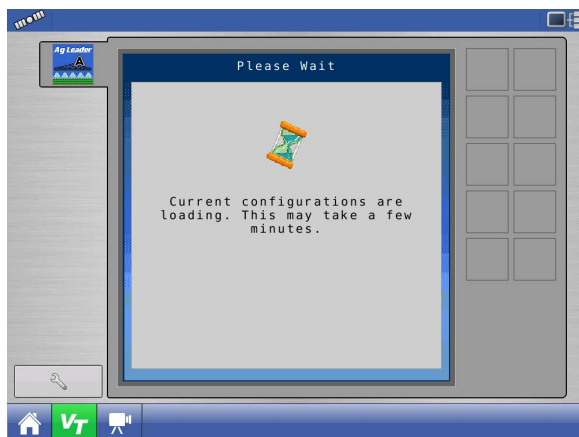 Ag Leader
Please Wait
Current configurations are
loading. This may take a few
minutes.
VT